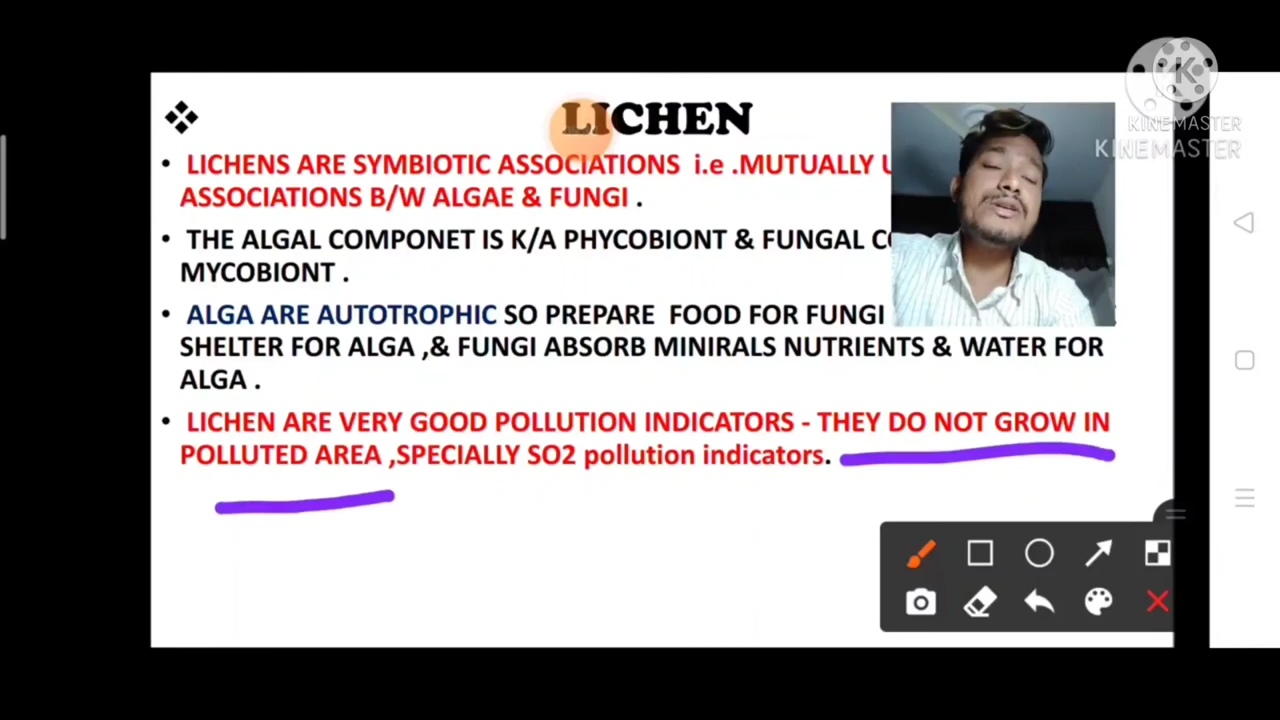 LICHEN
LICHENS ARE SYMBIOTIC ASSOCIATIONS i.e .MUTUALLY
ASSOCIATIONS B/W ALGAE & FUNGI .
THE ALGAL COMPONET IS K/A PHYCOBIONT & FUNGAL
MYCOBIONT .
ALGA ARE AUTOTROPHIC SO PREPARE FOOD FOR FUNGI
SHELTER FOR ALGA ,& FUNGI ABSORB MINIRALS NUTRIENTS & WATER FOR
ALGA .
LICHEN ARE VERY GOOD POLLUTION INDICATORS - THEY DO NOT GROW IN
POLLUTED AREA ,SPECIALLY SO2 pollution indicators.
KINEMASTER
KINEMASTER